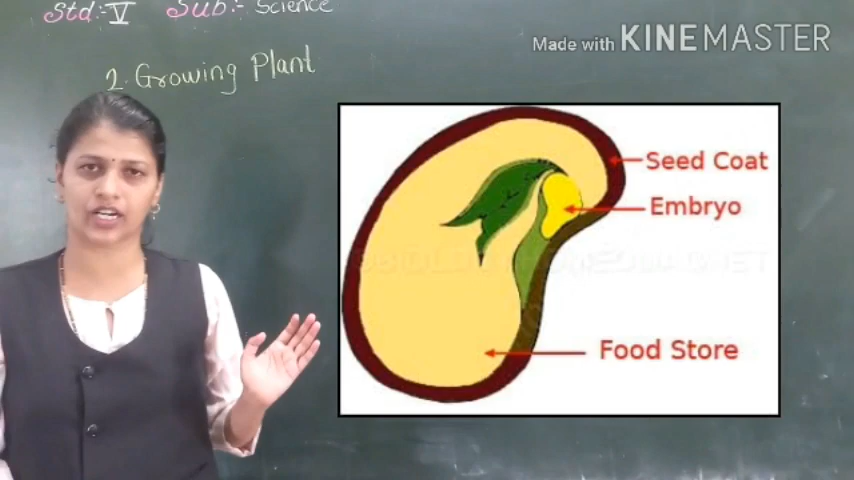 Std:- V Sub:- Science
Made with KINEMASTER
2. Growing Plant
Seed Coat
Embryo
Food Store